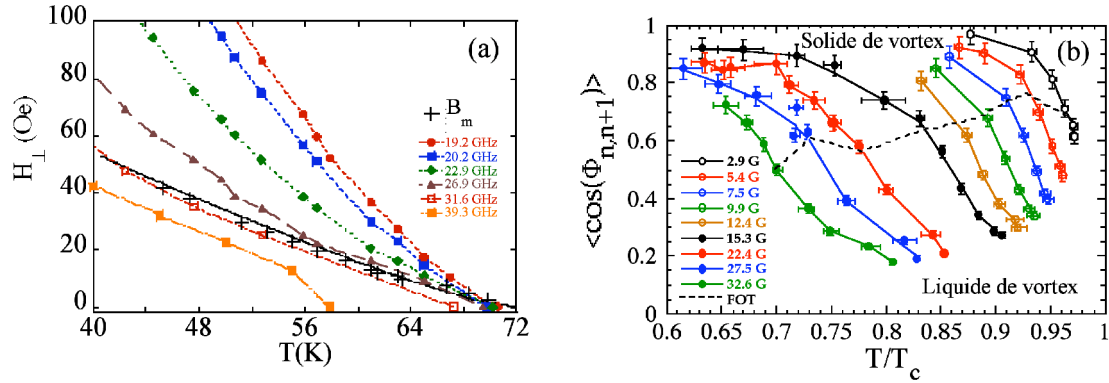 100
80
60
40
20
0
H⊥ (Oe)
40
48
56
64
72
T(K)
(a)
B_m
19.2 GHz
20.2 GHz
22.9 GHz
26.9 GHz
31.6 GHz
39.3 GHz
1
0.8
0.6
0.4
0.2
0
<cos(Φn,n+1)>
Solide de vortex
(b)
2.9 G
5.4 G
7.5 G
9.9 G
12.4 G
15.3 G
22.4 G
27.5 G
32.6 G
FOT
Liquide de vortex
0.6
0.65
0.7
0.75
0.8
0.85
0.9
0.95
1
T/Tc